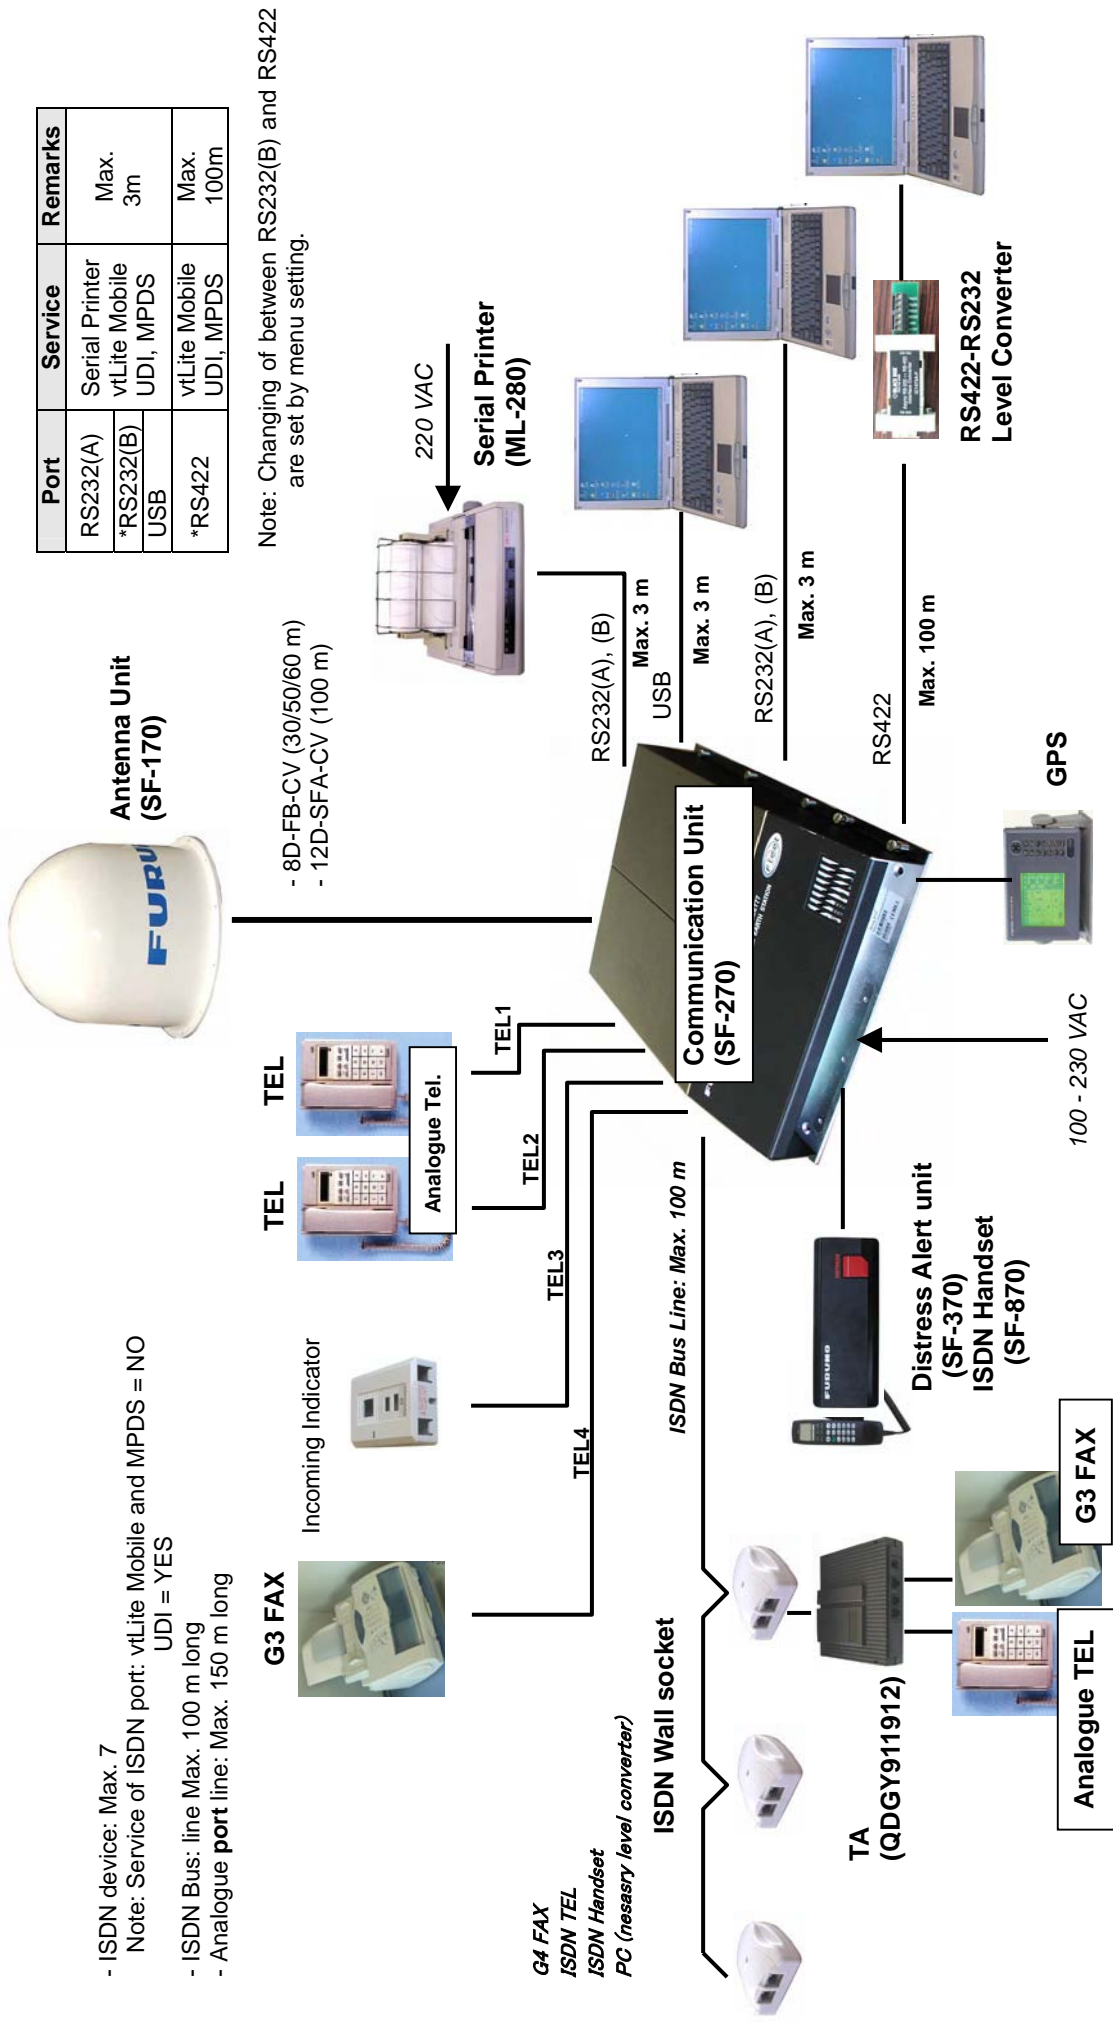 - ISDN device: Max. 7
Note: Service of ISDN port: vtLite Mobile and MPDS = NO
UDI = YES
- ISDN Bus: line Max. 100 m long
- Analogue port line: Max. 150 m long
Antenna Unit
(SF-170)
FURU
Port Service Remarks
RS232(A) Serial Printer Max.
*RS232(B) vtLite Mobile 3m
USB UDI, MPDS
*RS422 vtLite Mobile Max.
UDI, MPDS 100m
Note: Changing of between RS232(B) and RS422
are set by menu setting.
- 8D-FB-CV (30/50/60 m)
- 12D-SFA-CV (100 m)
G3 FAX
Incoming Indicator
TEL
TEL
Analogue Tel.
TEL1
TEL2
TEL3
TEL4
220 VAC
Serial Printer
(ML-280)
RS232(A), (B)
Max. 3 m
USB
Max. 3 m
RS232(A), (B)
Max. 3 m
RS422
Max. 100 m
RS422-RS232
Level Converter
Communication Unit
(SF-270)
EARTH STATION
Fleet
GPS
100 - 230 VAC
ISDN Bus Line: Max. 100 m
G4 FAX
ISDN TEL
ISDN Handset
PC (nesasry level converter)
ISDN Wall socket
FURUNO
Distress Alert unit
(SF-370)
ISDN Handset
(SF-870)
TA
(QDGY911912)
Analogue TEL
G3 FAX